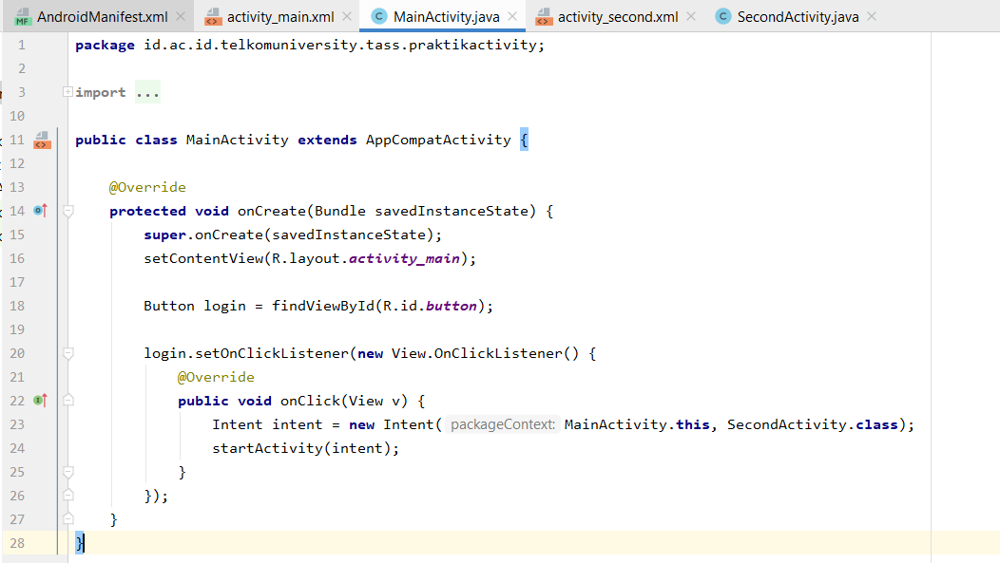 AndroidManifest.xml activity_main.xml MainActivity.java activity_second.xml SecondActivity.java
1 package id.ac.id.telkomuniversity.tass.praktikactivity;
2
3 import ...
10
11 public class MainActivity extends AppCompatActivity {
12
13 @Override
14 protected void onCreate(Bundle savedInstanceState) {
15 super.onCreate(savedInstanceState);
16 setContentView(R.layout.activity_main);
17
18 Button login = findViewById(R.id.button);
19
20 login.setOnClickListener(new View.OnClickListener() {
21 @Override
22 public void onClick(View v) {
23 Intent intent = new Intent( packageContext: MainActivity.this, SecondActivity.class);
24 startActivity(intent);
25 }
26 });
27 }
28 }